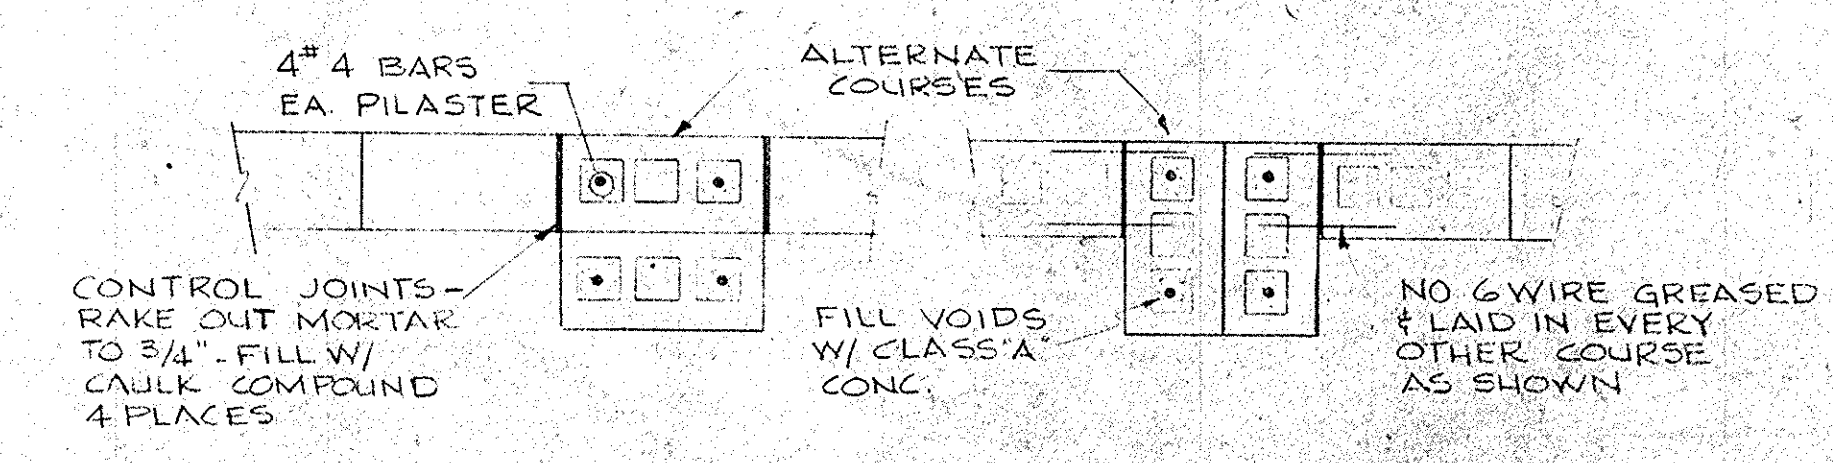 4 # 4 BARS
EA. PILASTER
ALTERNATE
COURSES
CONTROL JOINTS-
RAKE OUT MORTAR
TO 3/4" - FILL W/
CAULK COMPOUND
4 PLACES
FILL VOIDS
W/ CLASS "A"
CONC.
NO 6 WIRE GREASED
& LAID IN EVERY
OTHER COURSE
AS SHOWN